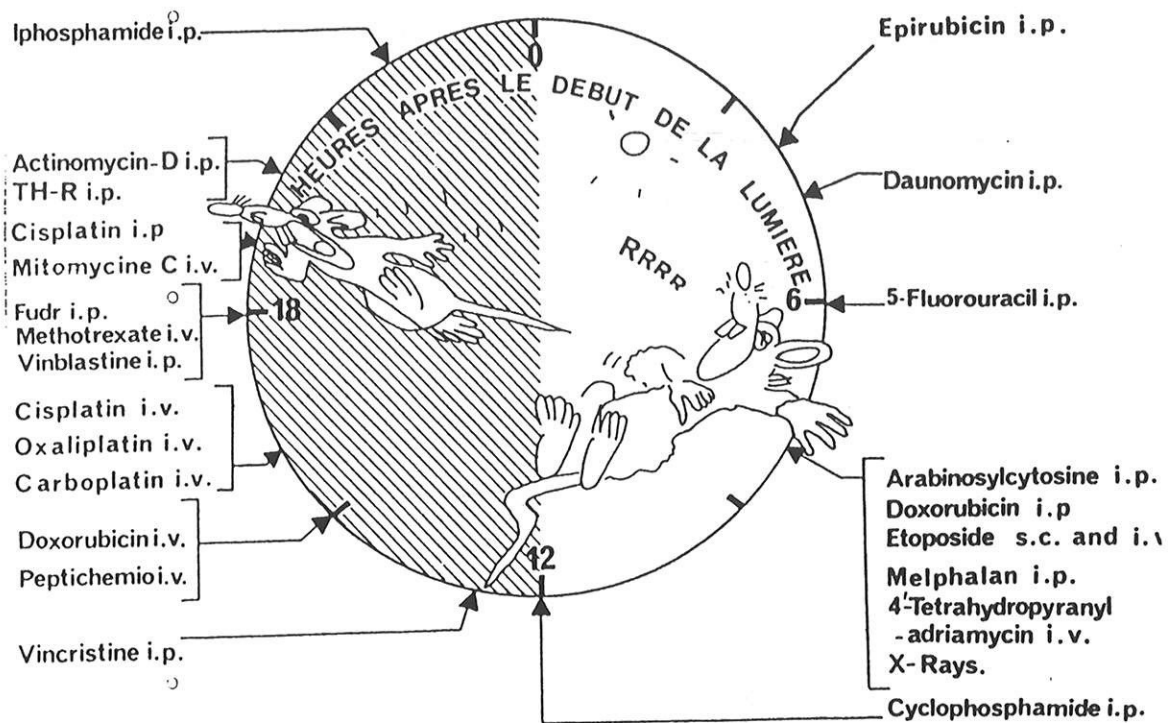 Iphosphamide i.p.
Actinomycin-D i.p.
TH-R i.p.
Cisplatin i.p
Mitomycine C i.v.
Fudr i.p.
Methotrexate i.v.
Vinblastine i.p.
Cisplatin i.v.
Oxaliplatin i.v.
Carboplatin i.v.
Doxorubicin i.v.
Peptichemio i.v.
Vincristine i.p.
HEURES APRES LE DEBUT DE LA LUMIERE
0
6
12
18
RRRR
Epirubicin i.p.
Daunomycin i.p.
5-Fluorouracil i.p.
Arabinosylcytosine i.p.
Doxorubicin i.p
Etoposide s.c. and i.v
Melphalan i.p.
4'-Tetrahydropyranyl
-adriamycin i.v.
X-Rays.
Cyclophosphamide i.p.